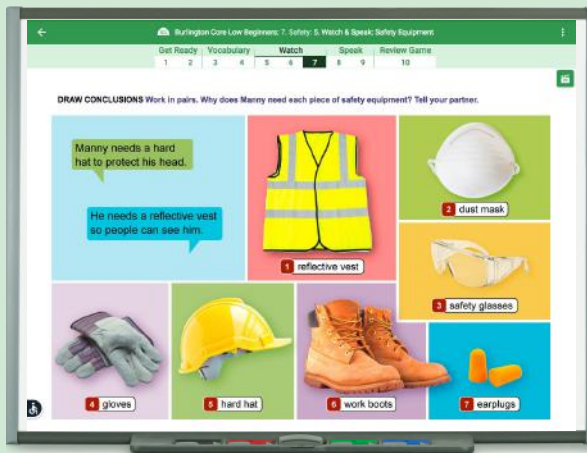 Burlington Core Low Beginners: 7. Safety: 5. Watch & Speak: Safety Equipment
Get Ready Vocabulary Watch Speak Review Game
1 2 3 4 5 6 7 8 9 10
DRAW CONCLUSIONS Work in pairs. Why does Manny need each piece of safety equipment? Tell your partner.
Manny needs a hard
hat to protect his head.
He needs a reflective vest
so people can see him.
1 reflective vest
2 dust mask
3 safety glasses
4 gloves
5 hard hat
6 work boots
7 earplugs